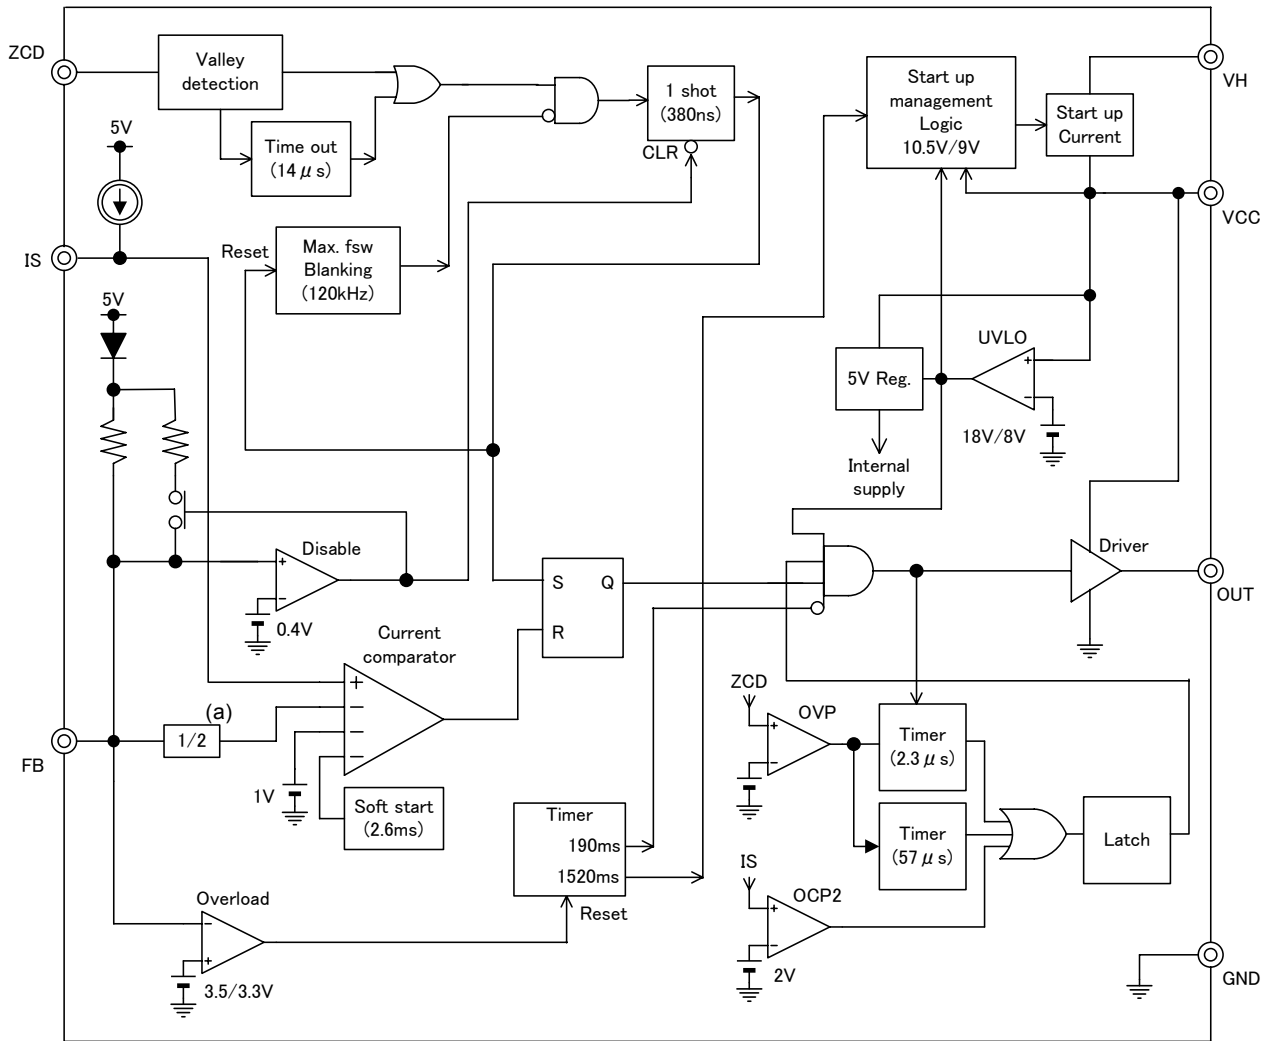 ZCD
Valley
detection
Time out
(14μs)
1 shot
(380ns)
CLR
Start up
management
Logic
10.5V/9V
Start up
Current
VH
VCC
5V
IS
Reset
Max. fsw
Blanking
(120kHz)
5V
UVLO
+
−
5V Reg.
18V/8V
Internal
supply
Disable
+
−
0.4V
S
Q
R
Driver
OUT
Current
comparator
+
−
−
−
(a)
1/2
FB
1V
Soft start
(2.6ms)
ZCD
OVP
+
−
Timer
(2.3μs)
Timer
190ms
1520ms
Reset
Timer
(57μs)
Latch
IS
OCP2
+
−
2V
Overload
−
+
3.5/3.3V
GND